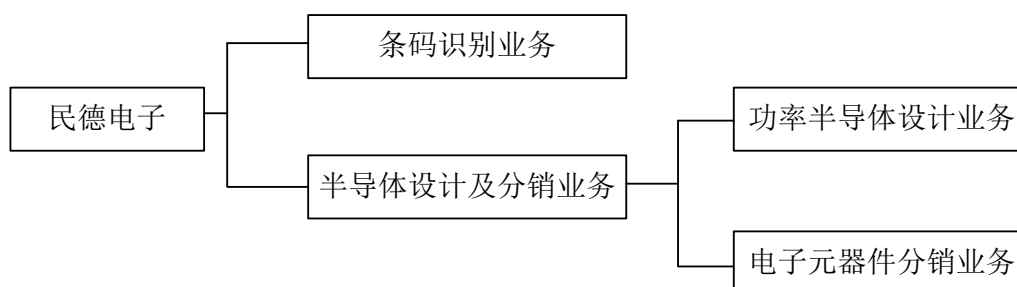 条码识别业务
民德电子
功率半导体设计业务
半导体设计及分销业务
电子元器件分销业务